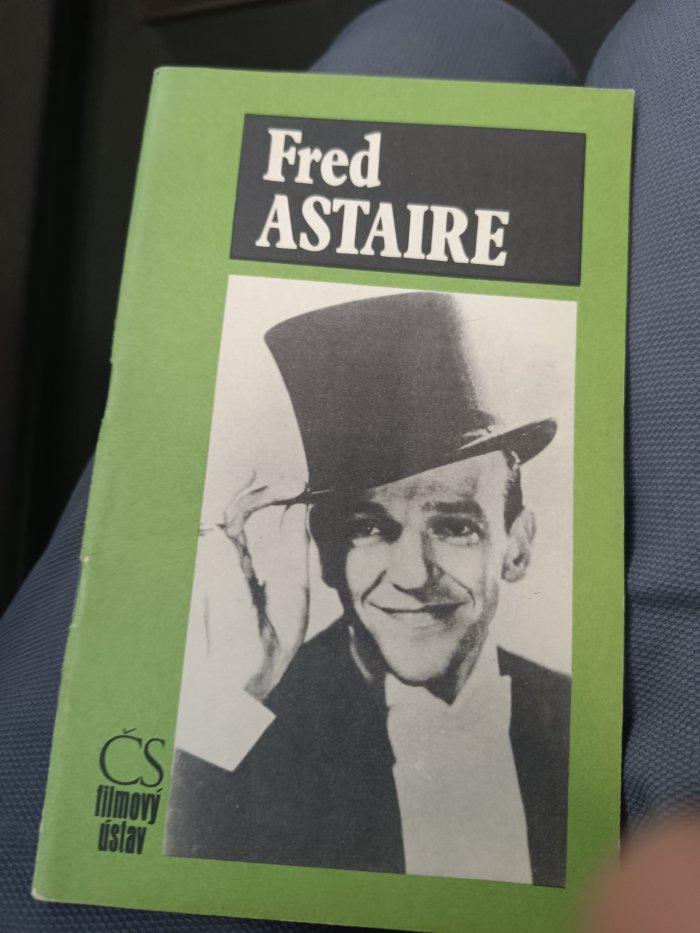 Fred
ASTAIRE
ČS
filmový
ústav